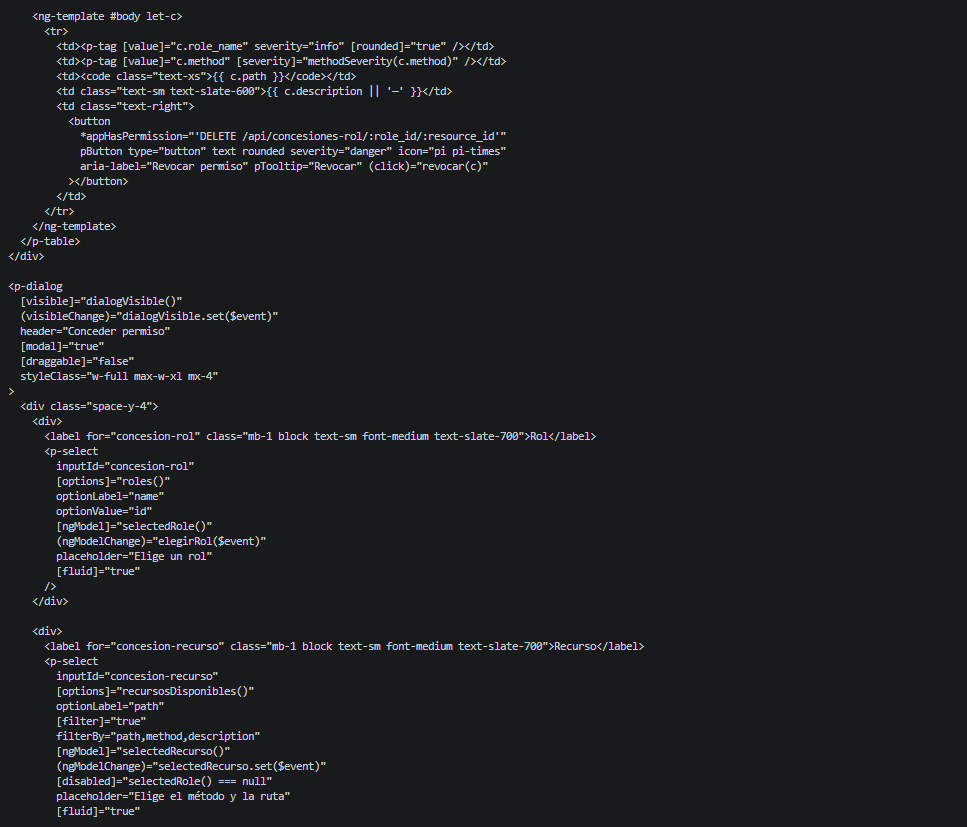 <ng-template #body let-c>
<tr>
<td><p-tag [value]="c.role_name" severity="info" [rounded]="true" /></td>
<td><p-tag [value]="c.method" [severity]="methodSeverity(c.method)" /></td>
<td><code class="text-xs">{{ c.path }}</code></td>
<td class="text-sm text-slate-600">{{ c.description || '—' }}</td>
<td class="text-right">
<button
*appHasPermission="'DELETE /api/concesiones-rol/:role_id/:resource_id'"
pButton type="button" text rounded severity="danger" icon="pi pi-times"
aria-label="Revocar permiso" pTooltip="Revocar" (click)="revocar(c)"
></button>
</td>
</tr>
</ng-template>
</p-table>
</div>
<p-dialog
[visible]="dialogVisible()"
(visibleChange)="dialogVisible.set($event)"
header="Conceder permiso"
[modal]="true"
[draggable]="false"
styleClass="w-full max-w-xl mx-4"
>
<div class="space-y-4">
<div>
<label for="concesion-rol" class="mb-1 block text-sm font-medium text-slate-700">Rol</label>
<p-select
inputId="concesion-rol"
[options]="roles()"
optionLabel="name"
optionValue="id"
[ngModel]="selectedRole()"
(ngModelChange)="elegirRol($event)"
placeholder="Elige un rol"
[fluid]="true"
/>
</div>
<div>
<label for="concesion-recurso" class="mb-1 block text-sm font-medium text-slate-700">Recurso</label>
<p-select
inputId="concesion-recurso"
[options]="recursosDisponibles()"
optionLabel="path"
[filter]="true"
filterBy="path,method,description"
[ngModel]="selectedRecurso()"
(ngModelChange)="selectedRecurso.set($event)"
[disabled]="selectedRole() === null"
placeholder="Elige el método y la ruta"
[fluid]="true"